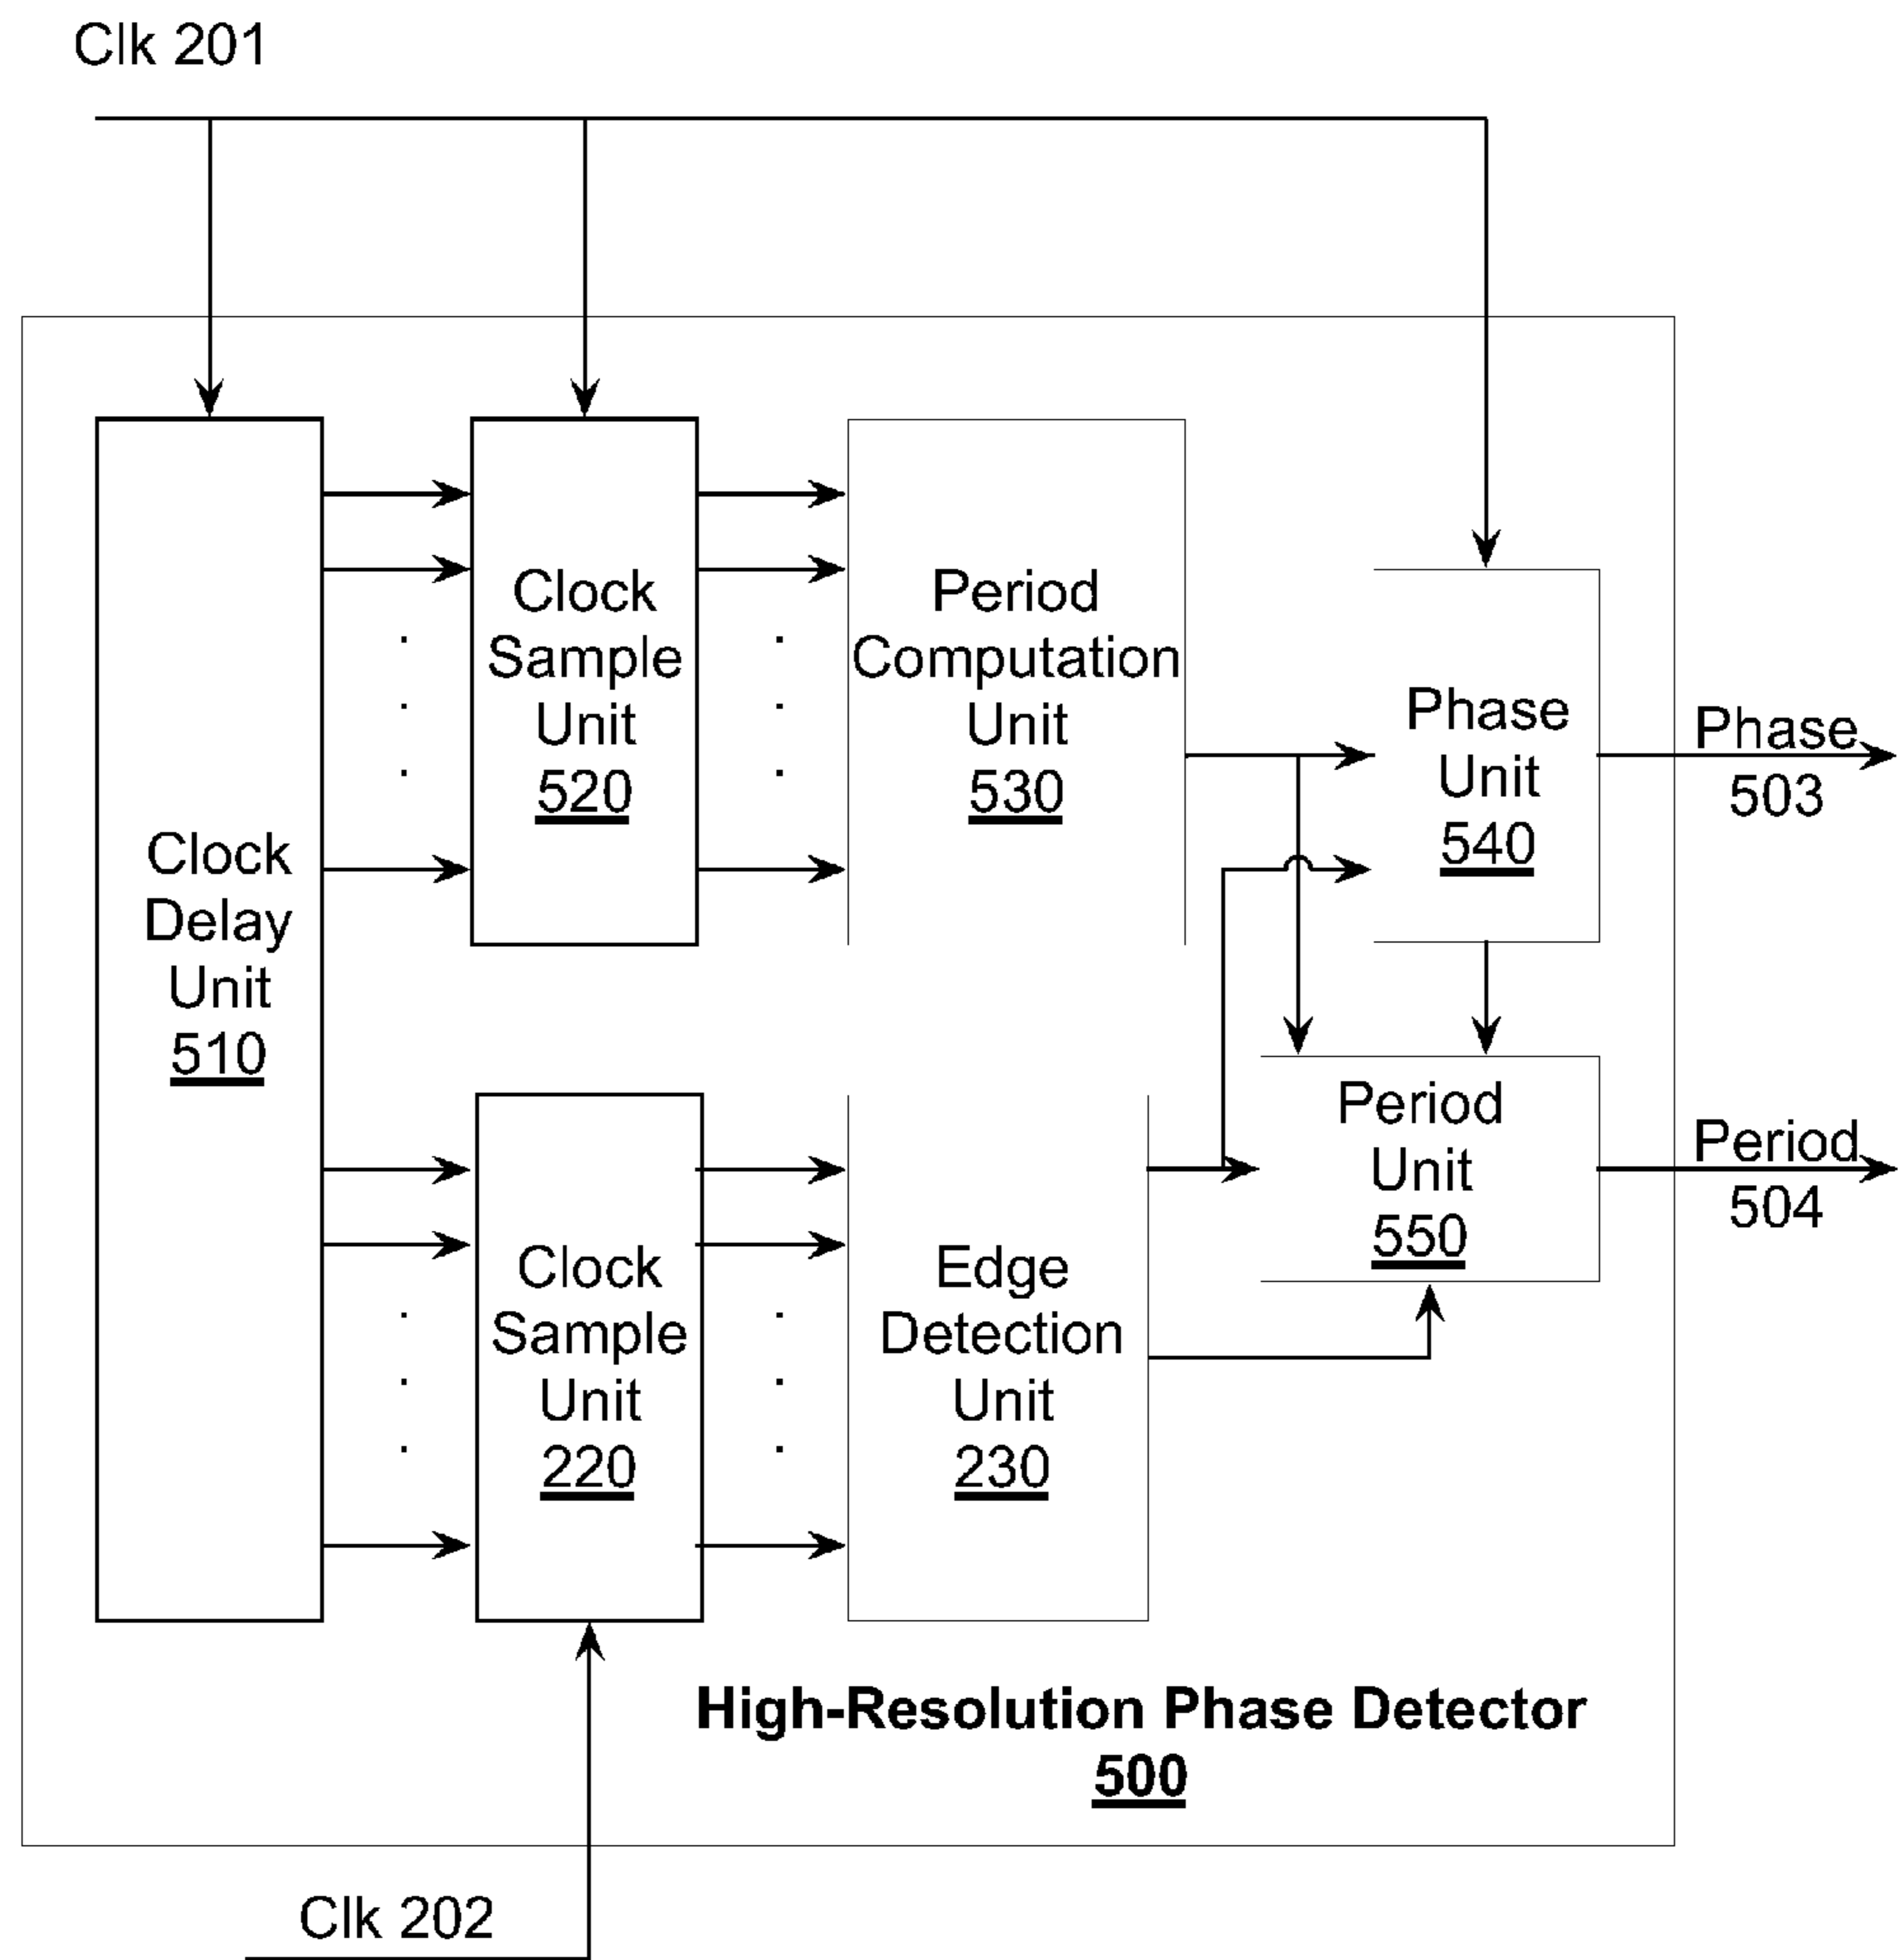 Clk 201
Clock
Delay
Unit
510
Clock
Sample
Unit
520
Period
Computation
Unit
530
Phase
Unit
540
Phase
503
Clock
Sample
Unit
220
Edge
Detection
Unit
230
Period
Unit
550
Period
504
High-Resolution Phase Detector
500
Clk 202